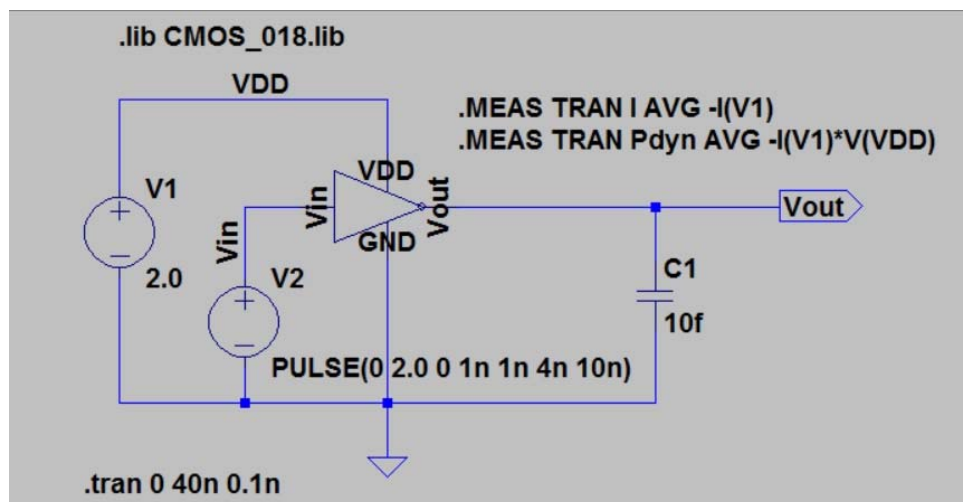 .lib CMOS_018.lib
VDD
.MEAS TRAN I AVG -I(V1)
.MEAS TRAN Pdyn AVG -I(V1)*V(VDD)
V1
2.0
Vin
V2
PULSE(0 2.0 0 1n 1n 4n 10n)
Vin
VDD
GND
Vout
Vout
C1
10f
.tran 0 40n 0.1n